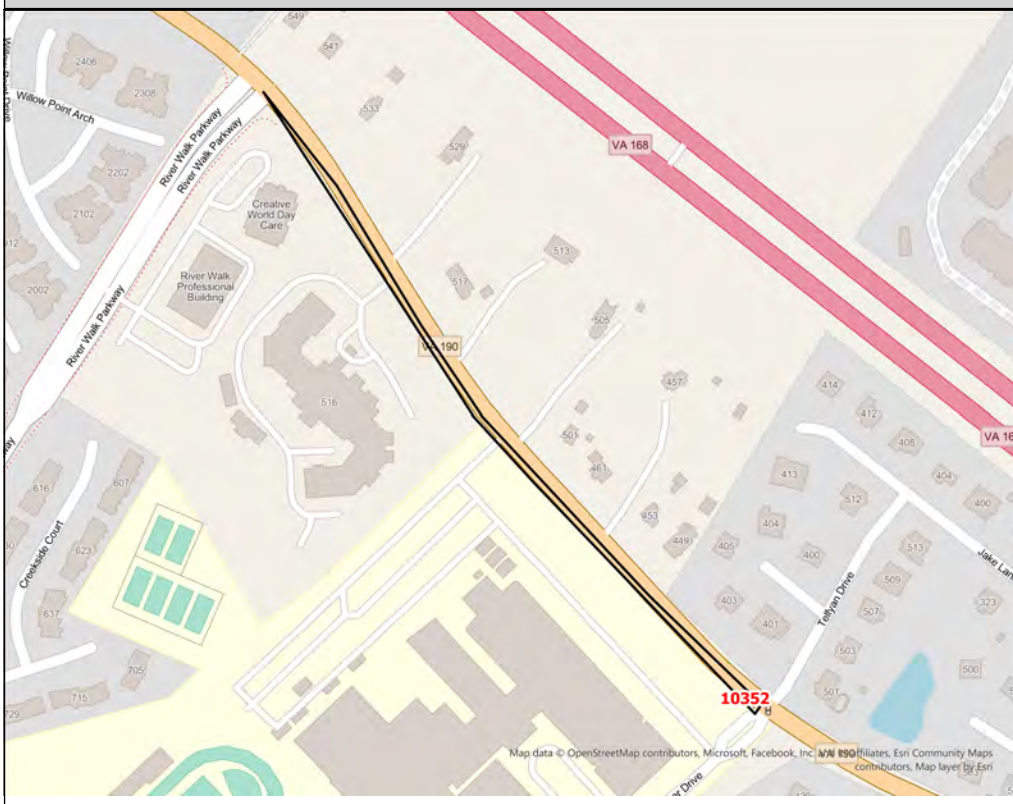 549
541
533
529
VA 168
2406
2308
Willow Point Arch
2202
2102
2002
River Walk Parkway
River Walk Parkway
River Walk Parkway
Creative
World Day
Care
River Walk
Professional
Building
513
517
505
VA 190
516
457
501
461
453
449
414
412
408
404
400
VA 16
413
512
404
400
405
403
401
513
509
507
503
501
323
500
Jake Lan
Tellyan Drive
616
607
623
637
Creekside Court
705
715
729
10352
VA 190
er Drive
Map data © OpenStreetMap contributors, Microsoft, Facebook, Inc. and its affiliates, Esri Community Maps
contributors, Map layer by Esri